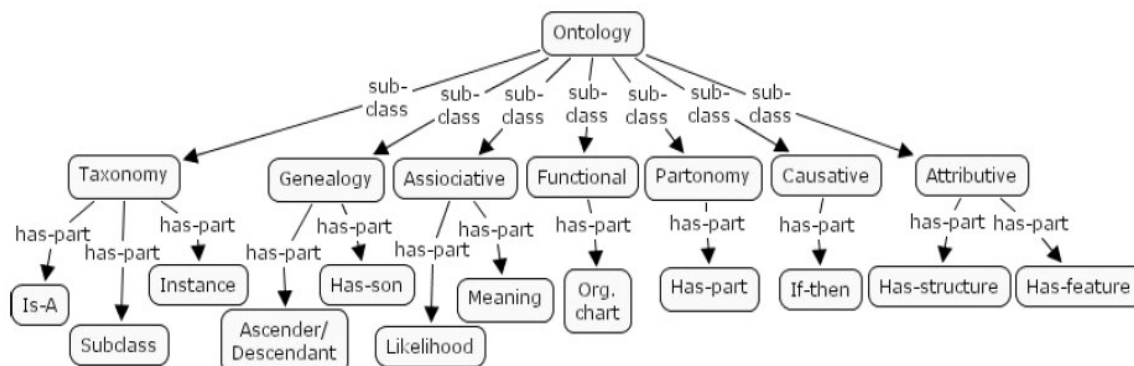 Ontology
sub-
class
sub-
class
sub-
class
sub-
class
sub-
class
sub-
class
sub-
class
Taxonomy
Genealogy
Assiociative
Functional
Partonomy
Causative
Attributive
has-part
has-part
has-part
has-part
has-part
has-part
has-part
has-part
has-part
has-part
has-part
has-part
Is-A
Subclass
Instance
Ascender/
Descendant
Has-son
Likelihood
Meaning
Org.
chart
Has-part
If-then
Has-structure
Has-feature